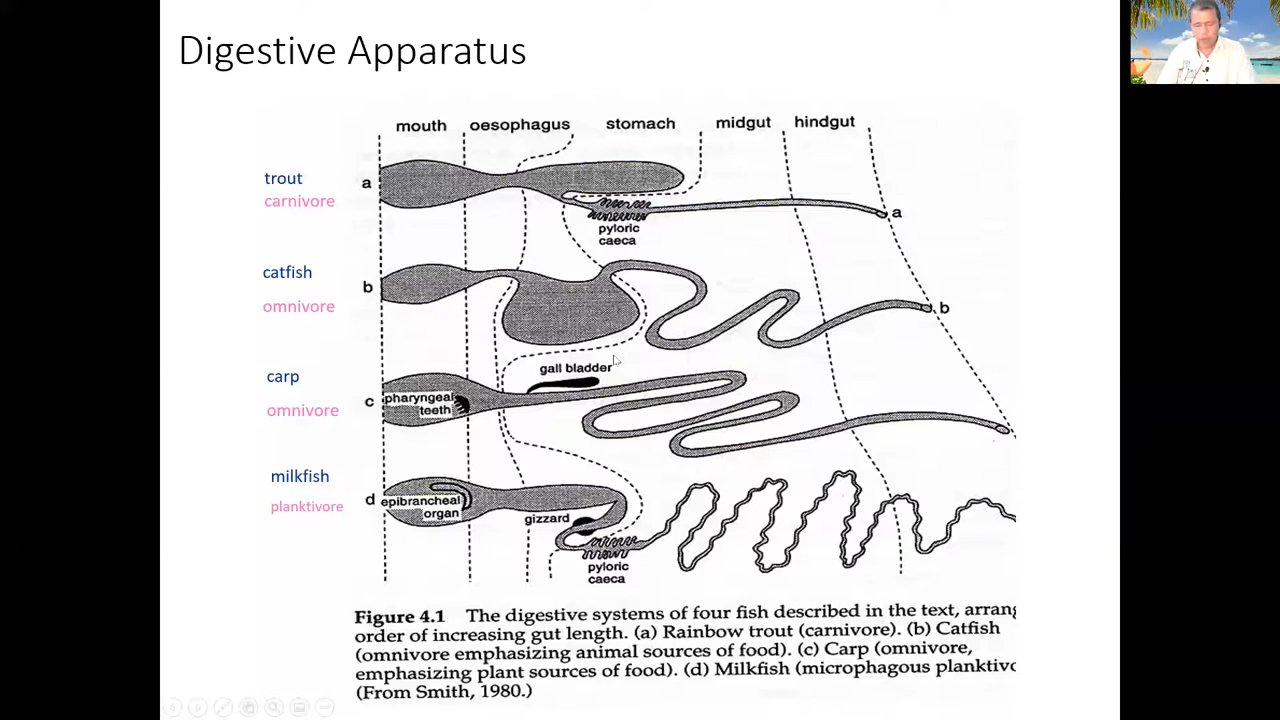 Digestive Apparatus
mouth oesophagus stomach midgut hindgut
trout
carnivore
a
a
pyloric
caeca
catfish
omnivore
b
b
gall bladder
carp
omnivore
c
pharyngeal
teeth
milkfish
planktivore
d
epibrancheal
organ
gizzard
pyloric
caeca
Figure 4.1 The digestive systems of four fish described in the text, arrang
order of increasing gut length. (a) Rainbow trout (carnivore). (b) Catfish
(omnivore emphasizing animal sources of food). (c) Carp (omnivore,
emphasizing plant sources of food). (d) Milkfish (microphagous planktivo
(From Smith, 1980.)